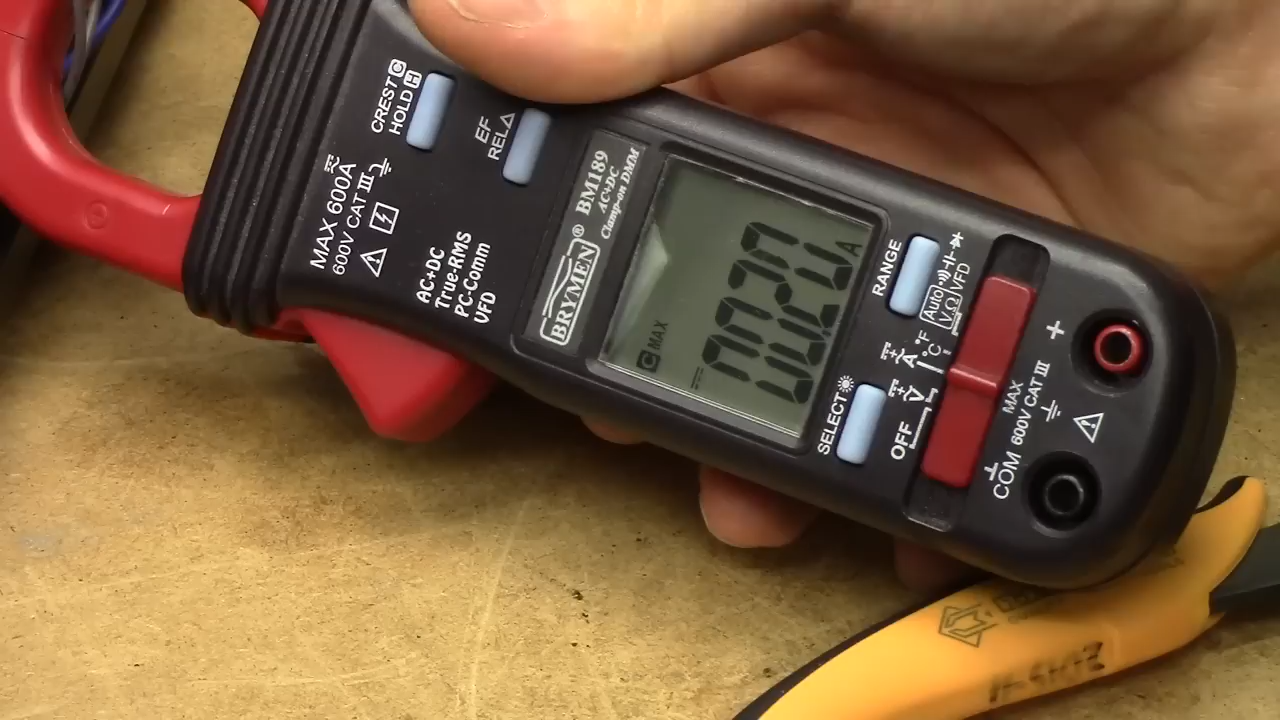 CREST C
HOLD H
EF
REL△
MAX 600A
600V CAT III
AC+DC
True-RMS
PC-Comm
VFD
BRYMEN®
BM189
AC+DC
Clamp-on DMM
C MAX
002.0
A
RANGE
Auto
V.Ω
VFD
A
°F
°C
V
OFF
SELECT
+
MAX
600V CAT III
COM